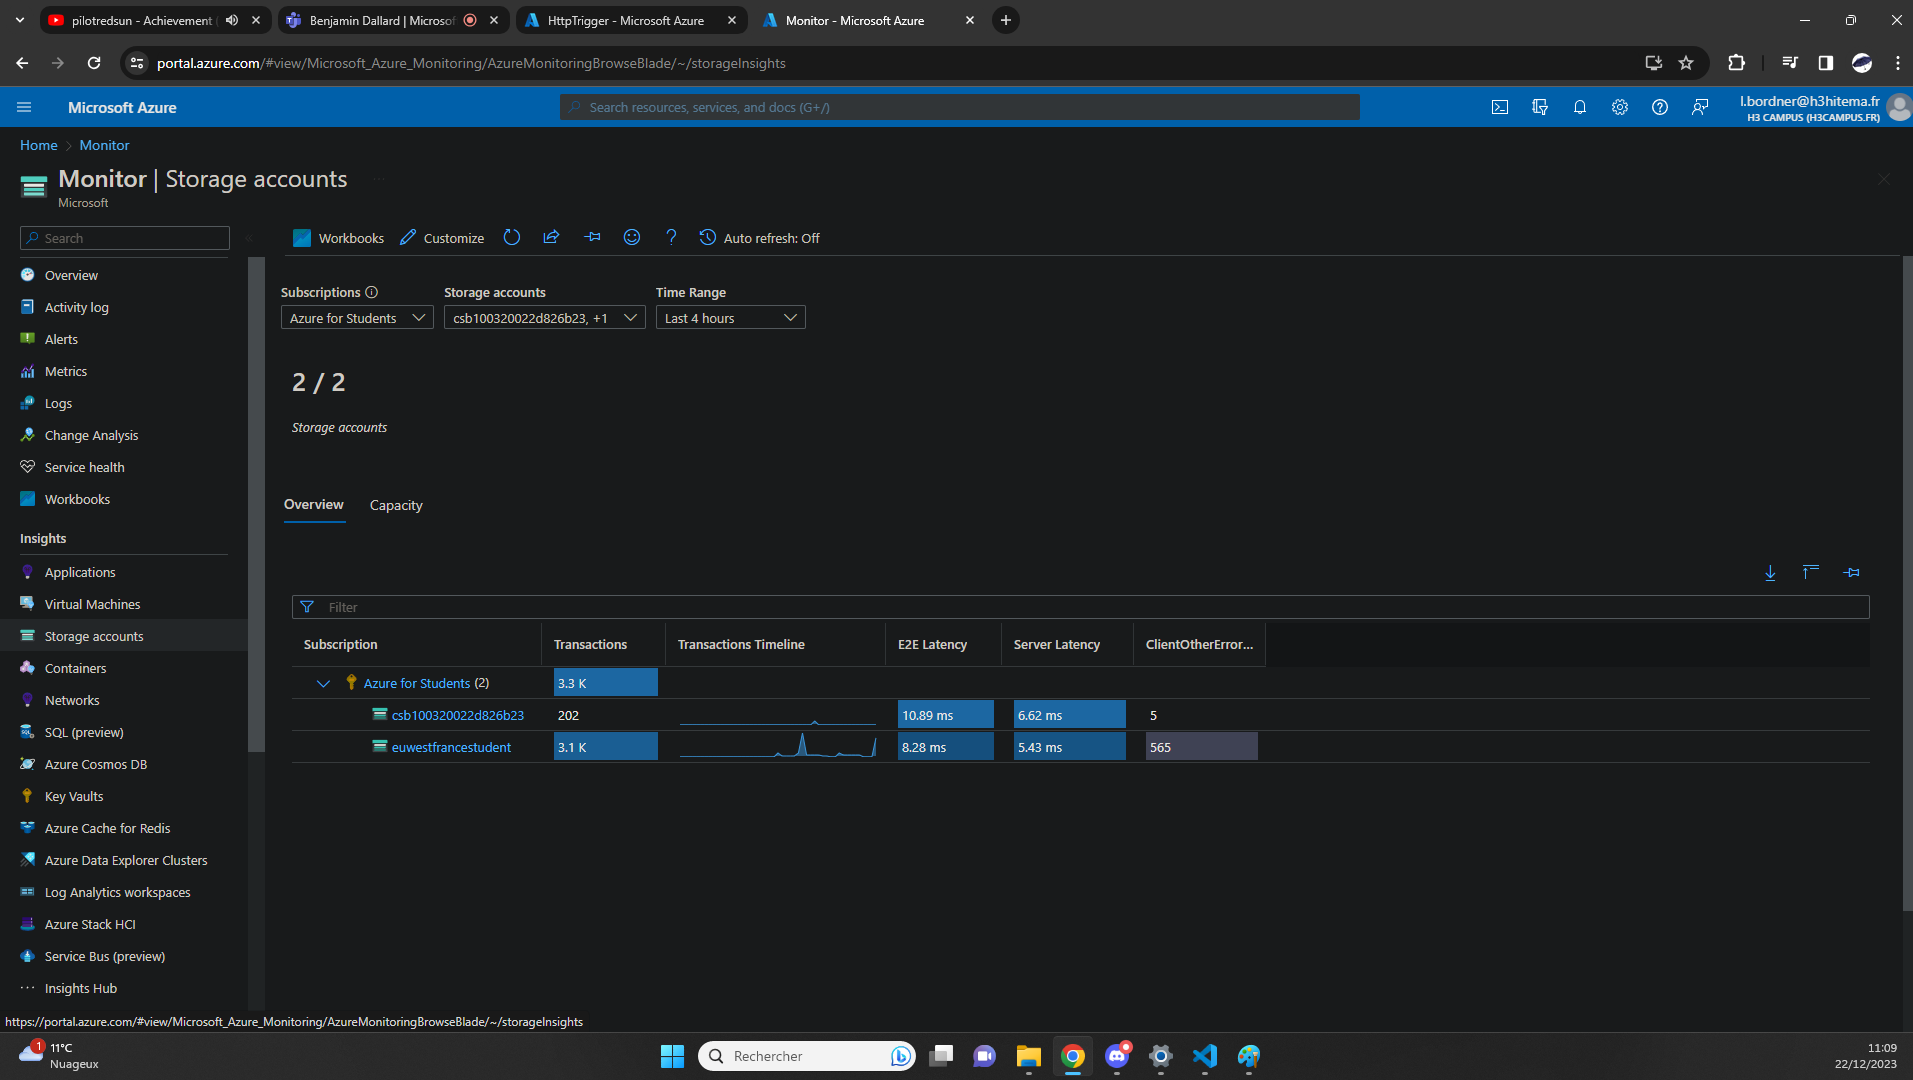 pilotredsun - Achievement (
Benjamin Dallard | Microsof
HttpTrigger - Microsoft Azure
Monitor - Microsoft Azure
portal.azure.com/#view/Microsoft_Azure_Monitoring/AzureMonitoringBrowseBlade/~/storageInsights
Microsoft Azure
Search resources, services, and docs (G+/)
l.bordner@h3hitema.fr
H3 CAMPUS (H3CAMPUS.FR)
Home > Monitor
Monitor | Storage accounts
...
Microsoft
Search
Overview
Activity log
Alerts
Metrics
Logs
Change Analysis
Service health
Workbooks
Insights
Applications
Virtual Machines
Storage accounts
Containers
Networks
SQL (preview)
Azure Cosmos DB
Key Vaults
Azure Cache for Redis
Azure Data Explorer Clusters
Log Analytics workspaces
Azure Stack HCI
Service Bus (preview)
Insights Hub
Workbooks
Customize
Auto refresh: Off
Subscriptions
Storage accounts
Time Range
Azure for Students
csb100320022d826b23, +1
Last 4 hours
2 / 2
Storage accounts
Overview
Capacity
Filter
Subscription
Transactions
Transactions Timeline
E2E Latency
Server Latency
ClientOtherError...
Azure for Students (2)
3.3 K
csb100320022d826b23
202
10.89 ms
6.62 ms
5
euwestfrancestudent
3.1 K
8.28 ms
5.43 ms
565
https://portal.azure.com/#view/Microsoft_Azure_Monitoring/AzureMonitoringBrowseBlade/~/storageInsights
1
11°C
Nuageux
Rechercher
11:09
22/12/2023